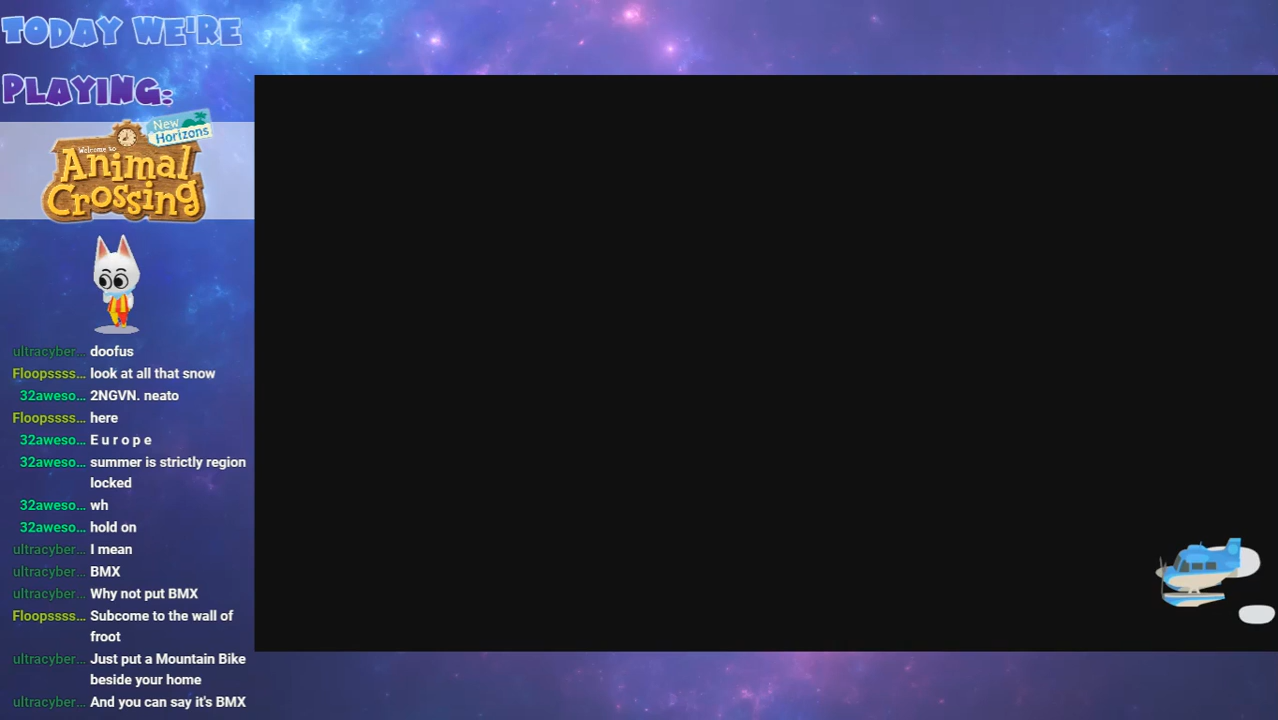 TODAY WE'RE
PLAYING:
New
Horizons
Welcome to
Animal
Crossing
ultracyber... doofus
Floopssss... look at all that snow
32aweso... 2NGVN. neato
Floopssss... here
32aweso... E u r o p e
32aweso... summer is strictly region
locked
32aweso... wh
32aweso... hold on
ultracyber... I mean
ultracyber... BMX
ultracyber... Why not put BMX
Floopssss... Subcome to the wall of
froot
ultracyber... Just put a Mountain Bike
beside your home
ultracyber... And you can say it's BMX